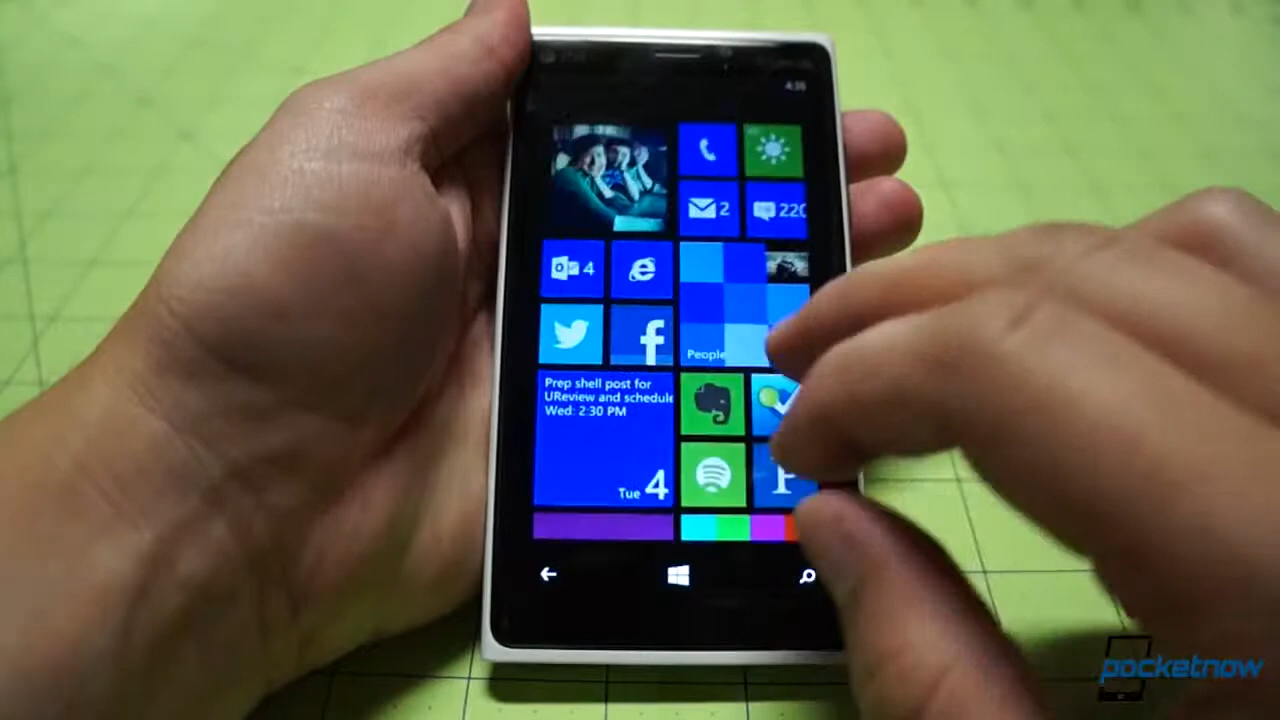 4:35
2
220
4
People
Prep shell post for
UReview and schedule
Wed: 2:30 PM
Tue 4
pocketnow